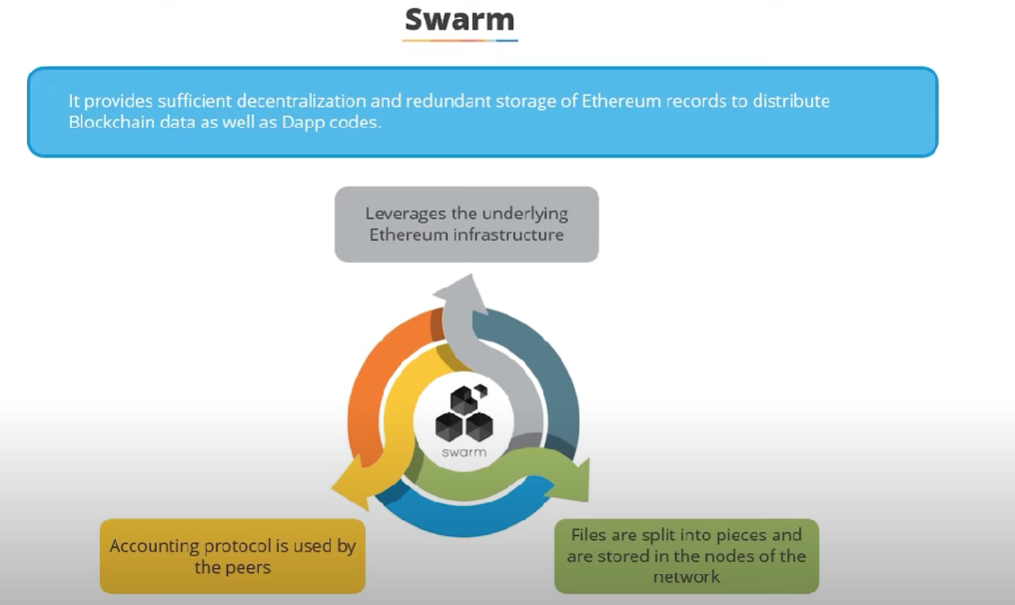 Swarm
It provides sufficient decentralization and redundant storage of Ethereum records to distribute
Blockchain data as well as Dapp codes.
Leverages the underlying
Ethereum infrastructure
swarm
Accounting protocol is used by
the peers
Files are split into pieces and
are stored in the nodes of the
network